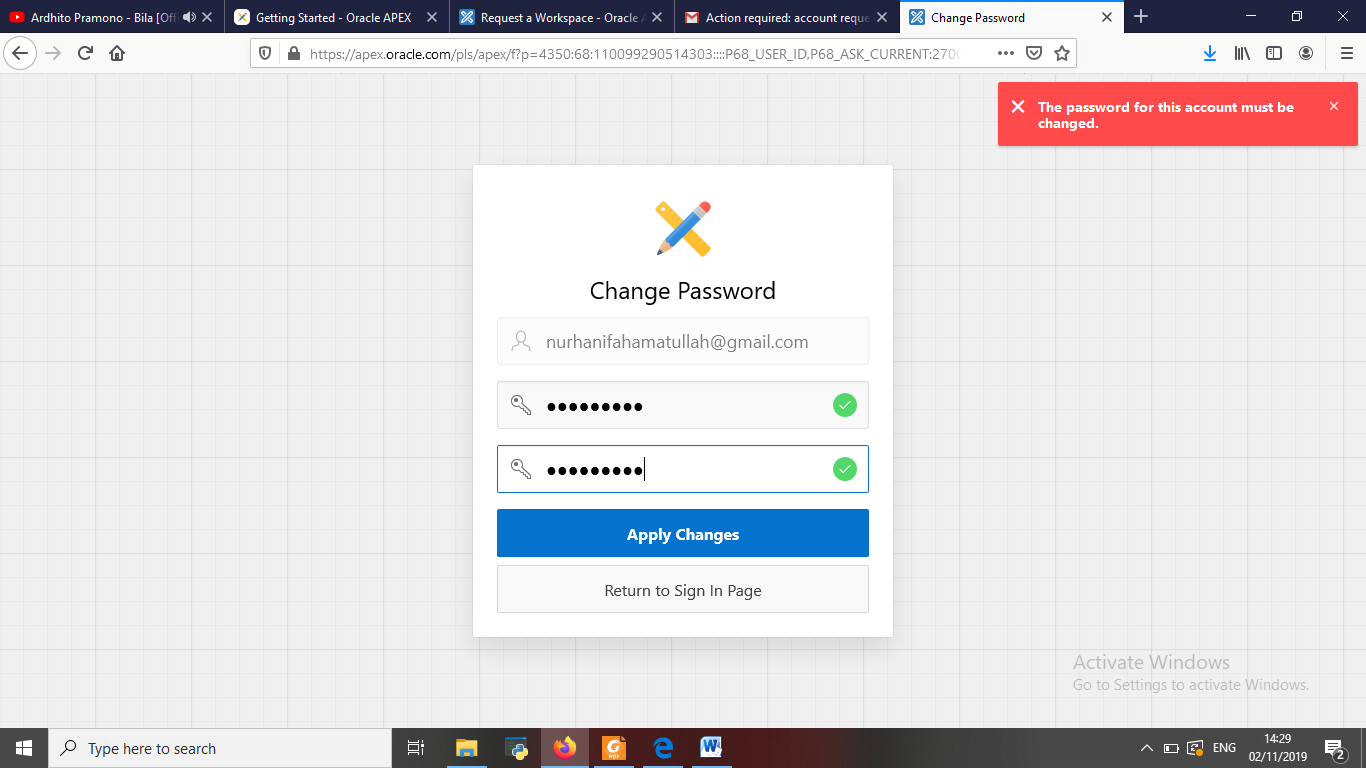 Ardhito Pramono - Bila [Off
Getting Started - Oracle APEX
Request a Workspace - Oracle A
Action required: account reque
Change Password
https://apex.oracle.com/pls/apex/f?p=4350:68:110099290514303::::P68_USER_ID,P68_ASK_CURRENT:2700
The password for this account must be
changed.
Change Password
nurhanifahamatullah@gmail.com
Apply Changes
Return to Sign In Page
Activate Windows
Go to Settings to activate Windows.
Type here to search
ENG
14:29
02/11/2019
2